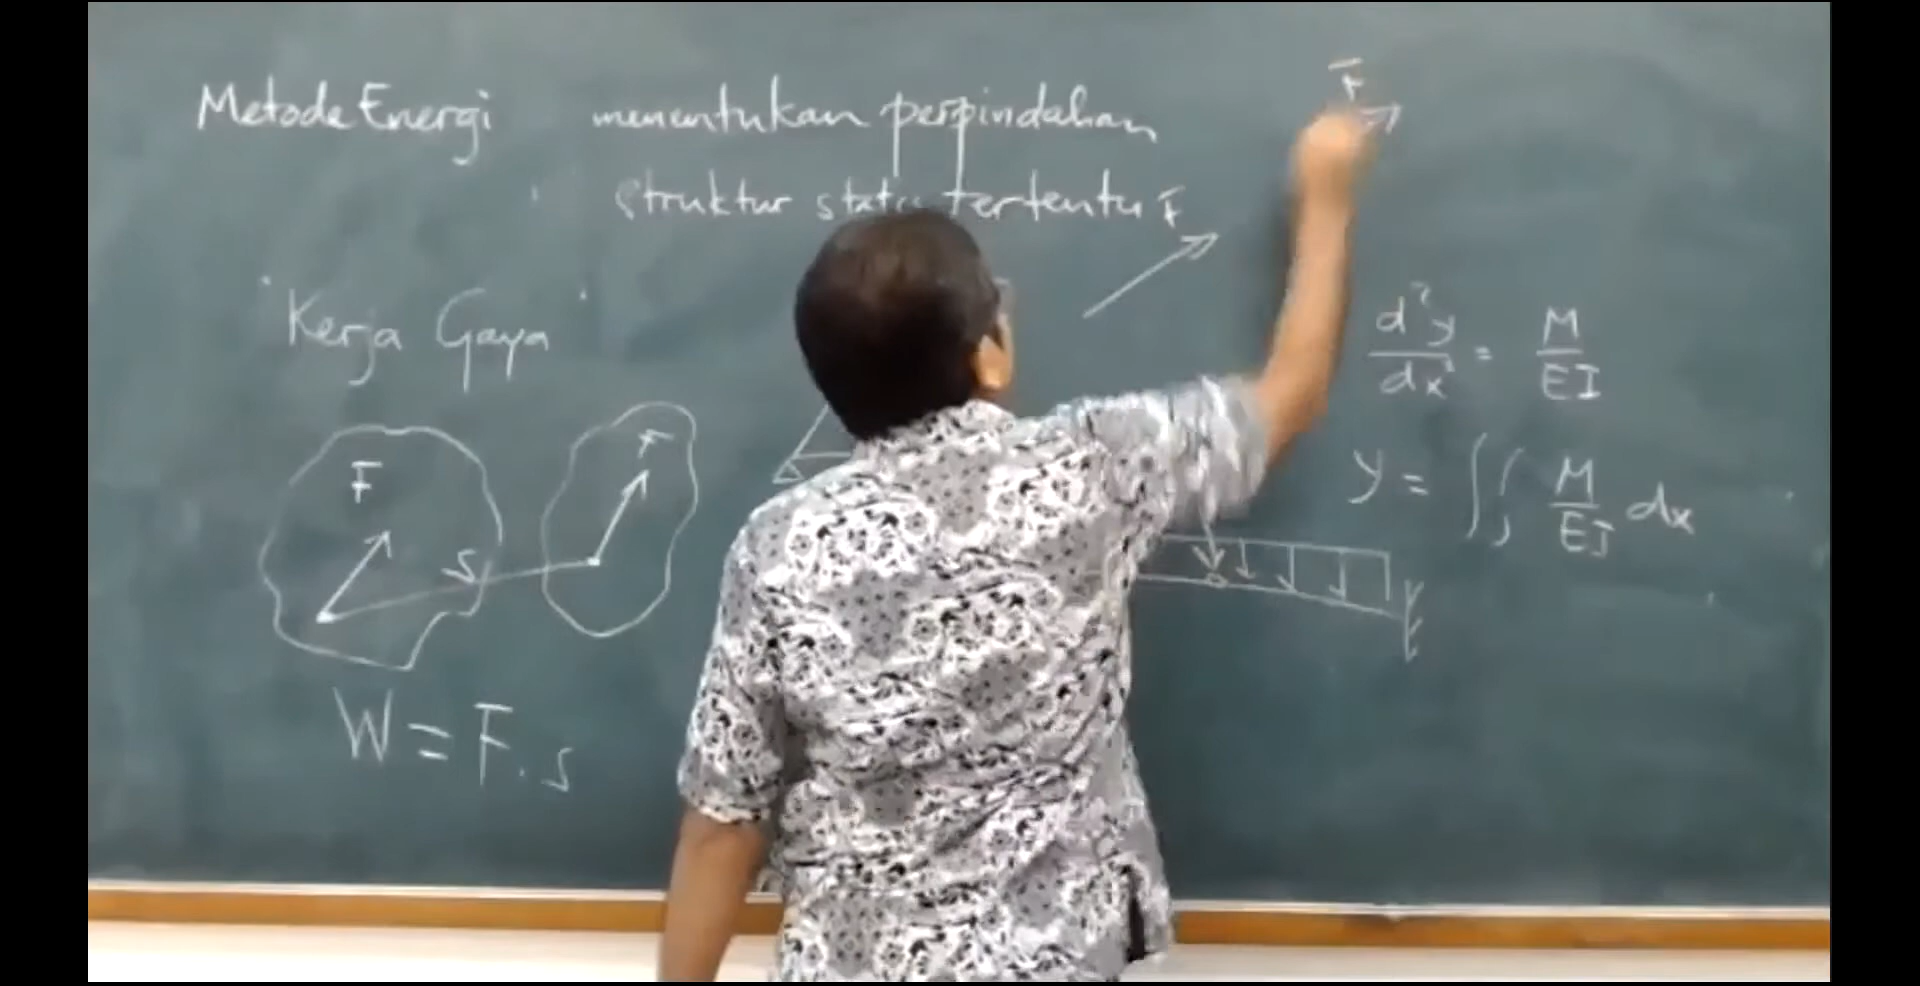 F
Metode Energi menentukan perpindahan
struktur statis tertentu F
Kerja Gaya
d²y/dx² = M/EI
F
F
S
y = ∫∫ M/EI dx
W = F.s